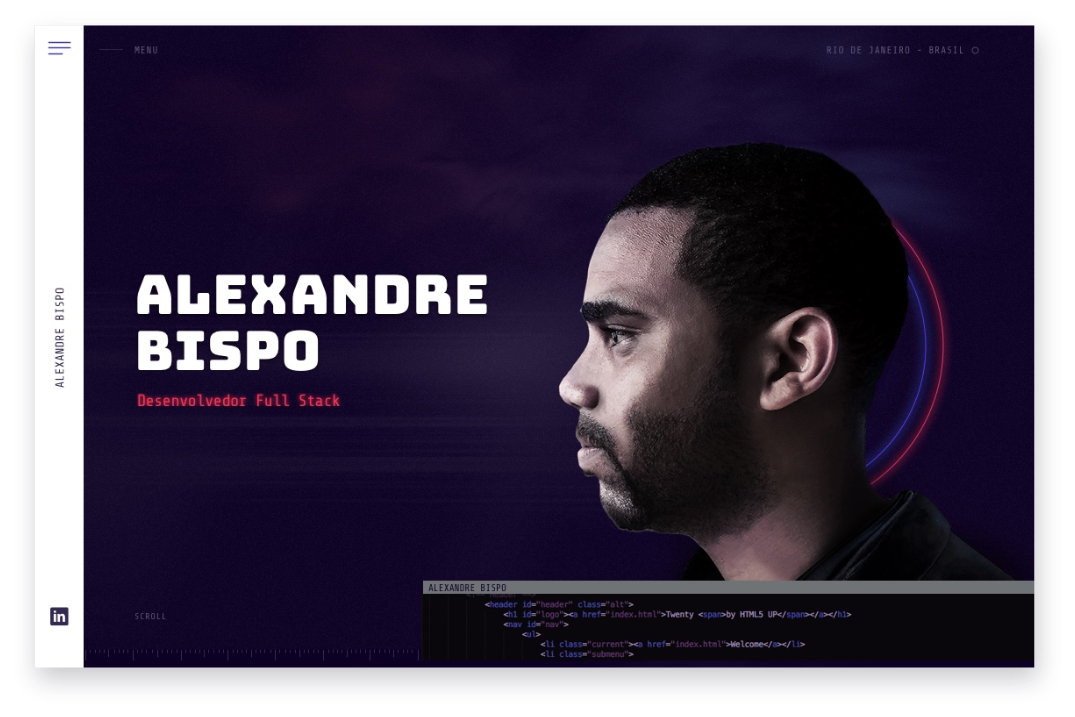 MENU
RIO DE JANEIRO - BRASIL
ALEXANDRE
BISPO
Desenvolvedor Full Stack
ALEXANDRE BISPO
in
SCROLL
ALEXANDRE BISPO
<header id="header" class="alt">
<h1 id="logo"><a href="index.html">Twenty <span>by HTML5 UP</span></a></h1>
<nav id="nav">
<ul>
<li class="current"><a href="index.html">Welcome</a></li>
<li class="submenu">